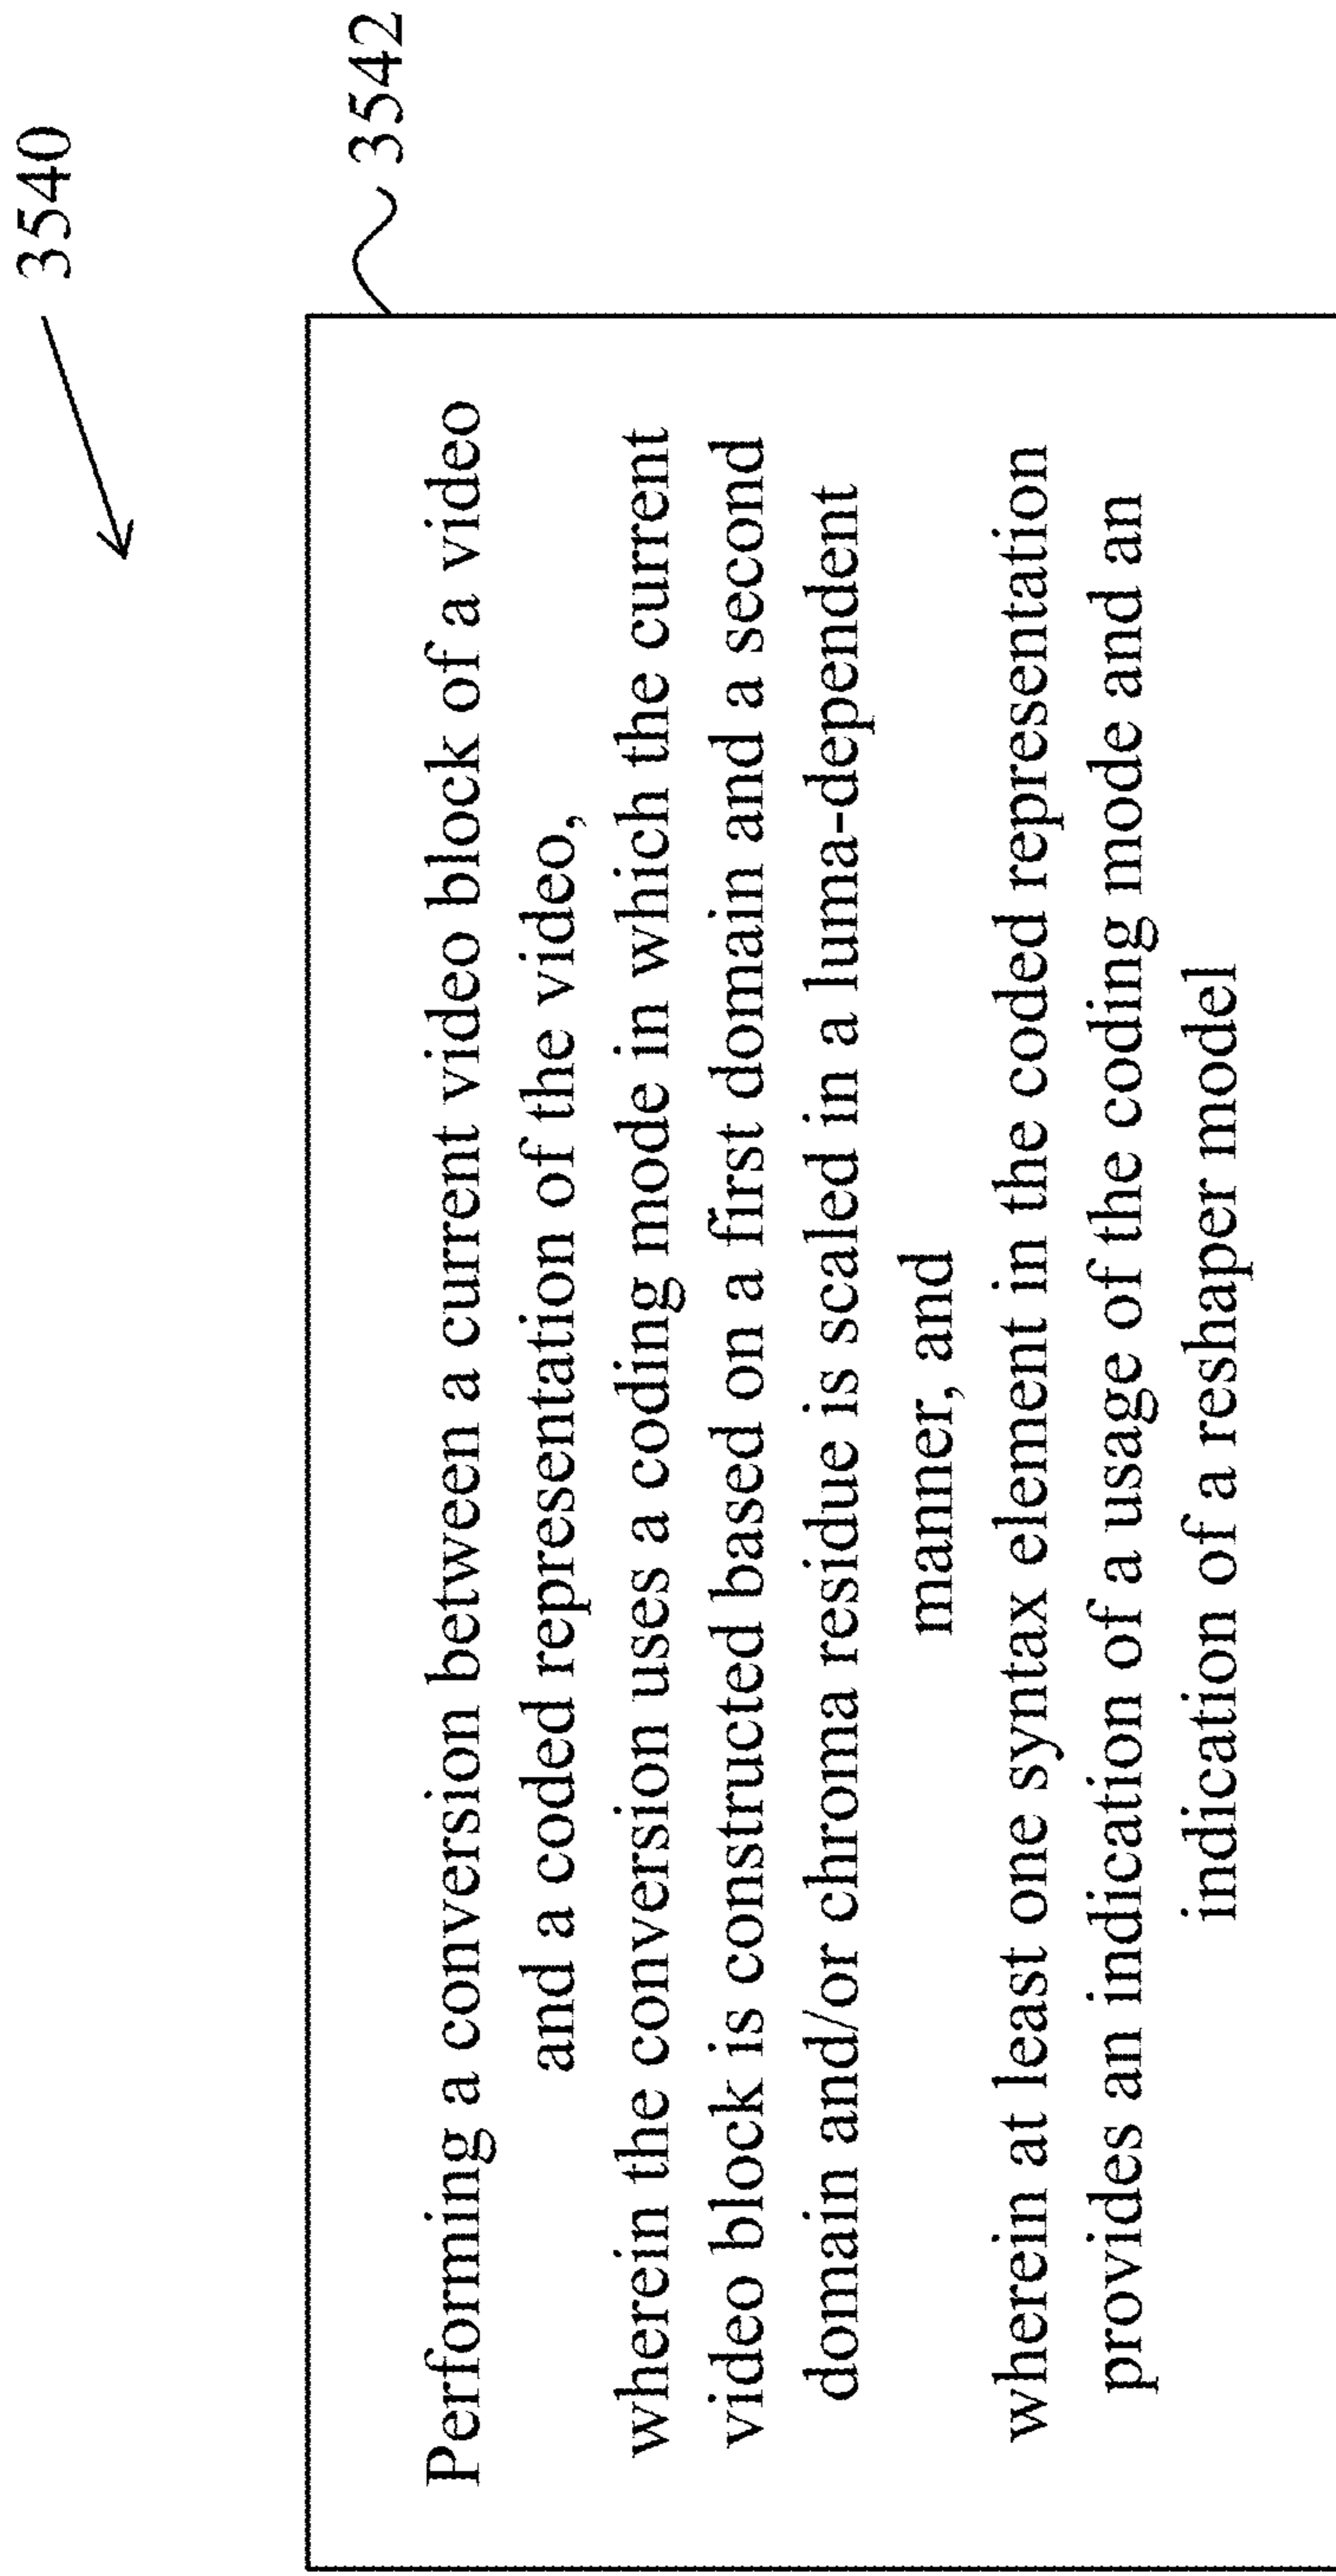 3540
3542
Performing a conversion between a current video block of a video
and a coded representation of the video,
wherein the conversion uses a coding mode in which the current
video block is constructed based on a first domain and a second
domain and/or chroma residue is scaled in a luma-dependent
manner, and
wherein at least one syntax element in the coded representation
provides an indication of a usage of the coding mode and an
indication of a reshaper model